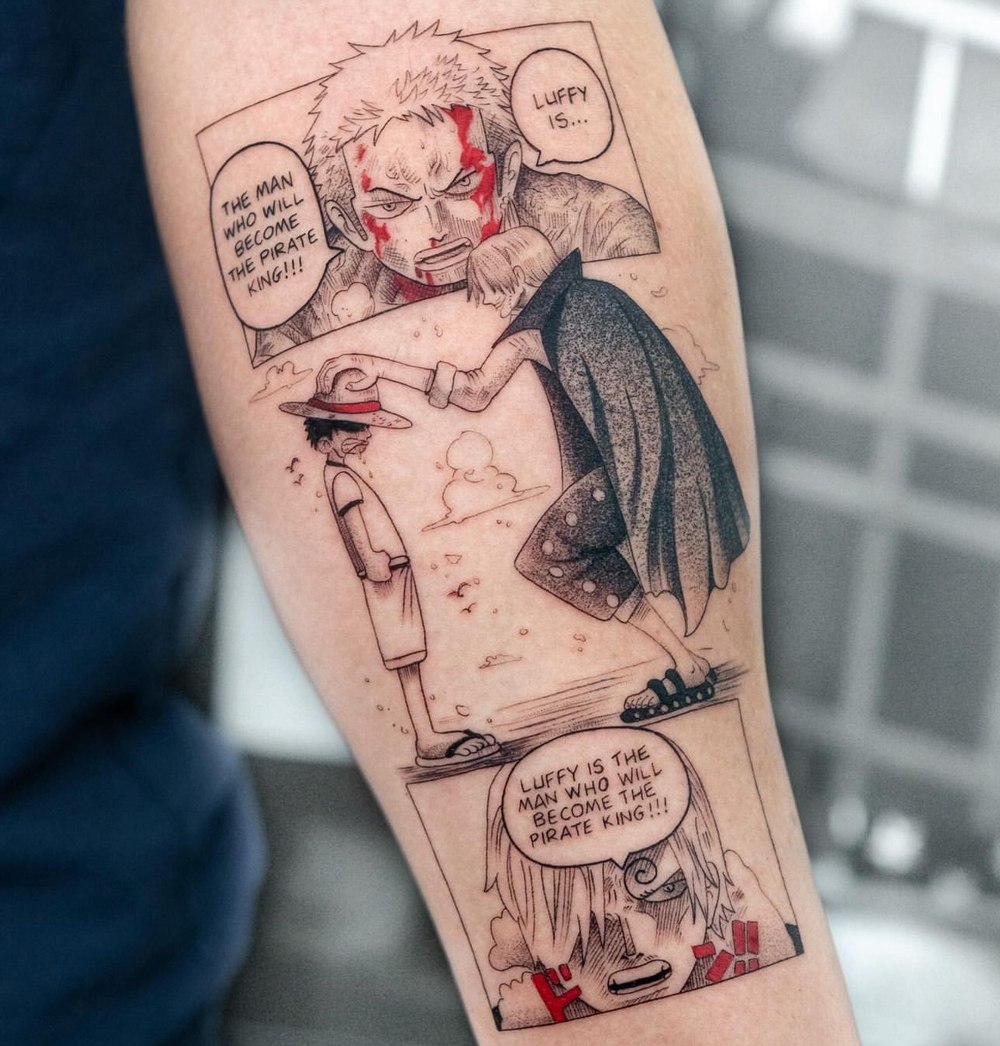 LUFFY
IS...
THE MAN
WHO WILL
BECOME
THE PIRATE
KING!!!
LUFFY IS THE
MAN WHO WILL
BECOME THE
PIRATE KING!!!
ドン!!